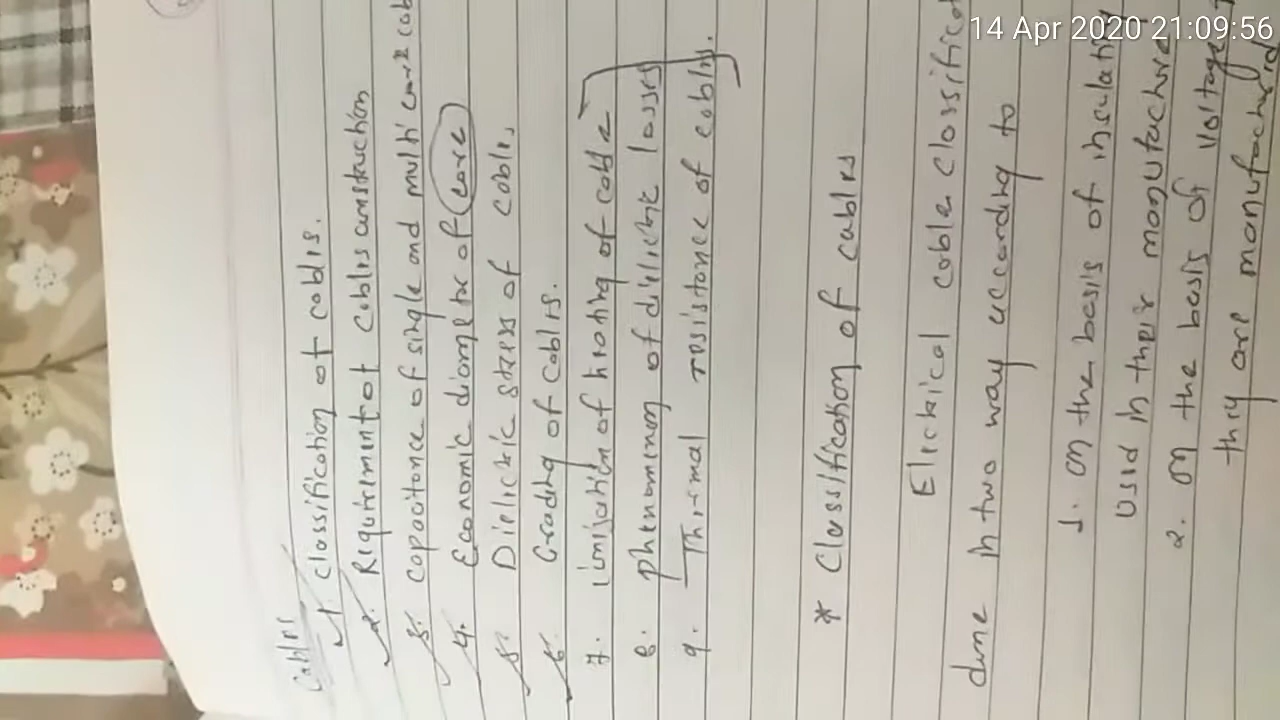 14 Apr 2020 21:09:56
Cables
1. Classification of cables.
2. Requirement of cables construction
3. Capacitance of single and multi core cab
4. Economic diameter of core
5. Dielectric stress of cable.
6. Grading of cables.
7. limitation of heating of cable
8. phenomenon of dielectric losses
9. Thermal resistance of cables.
* Classification of cables
Electrical cable classificat
done in two way according to
1. on the basis of insulating
used in their manufacture
2. on the basis of voltage
they are manufactured